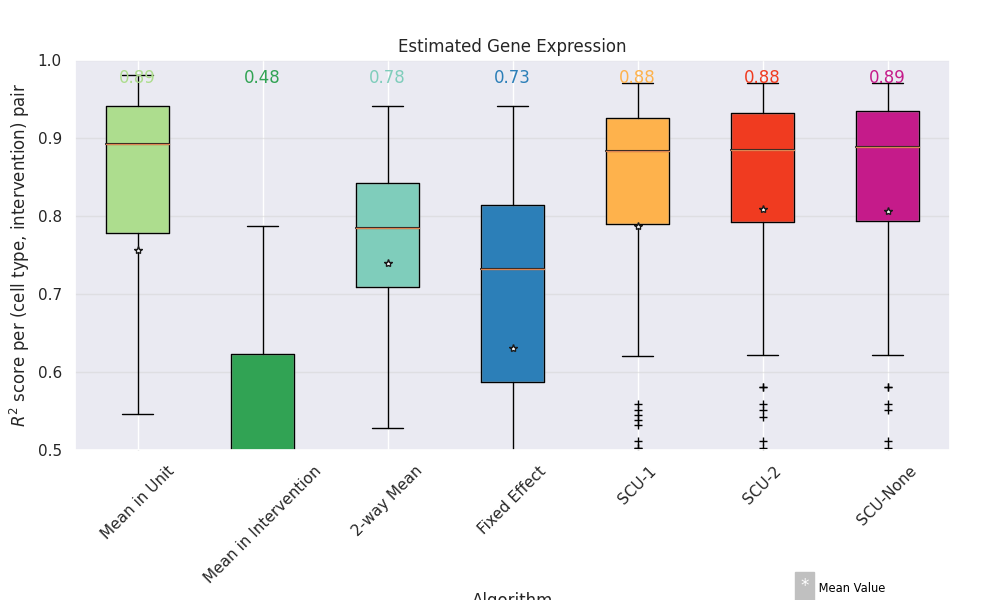 Estimated Gene Expression
1.0
0.9
0.8
0.7
0.6
0.5
R² score per (cell type, intervention) pair
0.89
0.48
0.78
0.73
0.88
0.88
0.89
Mean in Unit
Mean in Intervention
2-way Mean
Fixed Effect
SCU-1
SCU-2
SCU-None
Algorithm
* Mean Value